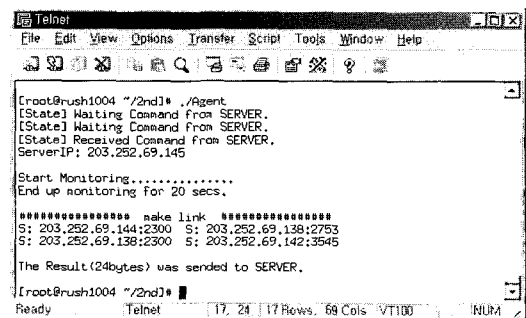 Telnet
File Edit View Options Transfer Script Tools Window Help
[root@rush1004 ~/2nd]# ./Agent
[State] Waiting Command from SERVER.
[State] Waiting Command from SERVER.
[State] Received Command from SERVER.
ServerIP: 203.252.69.145
Start Monitoring...............
End up monitoring for 20 secs.
################ make link ################
S: 203.252.69.144:2300 S: 203.252.69.138:2753
S: 203.252.69.138:2300 S: 203.252.69.142:3545
The Result(24bytes) was sended to SERVER.
[root@rush1004 ~/2nd]#
Ready Telnet 17, 24 17 Rows, 69 Cols VT100 NUM